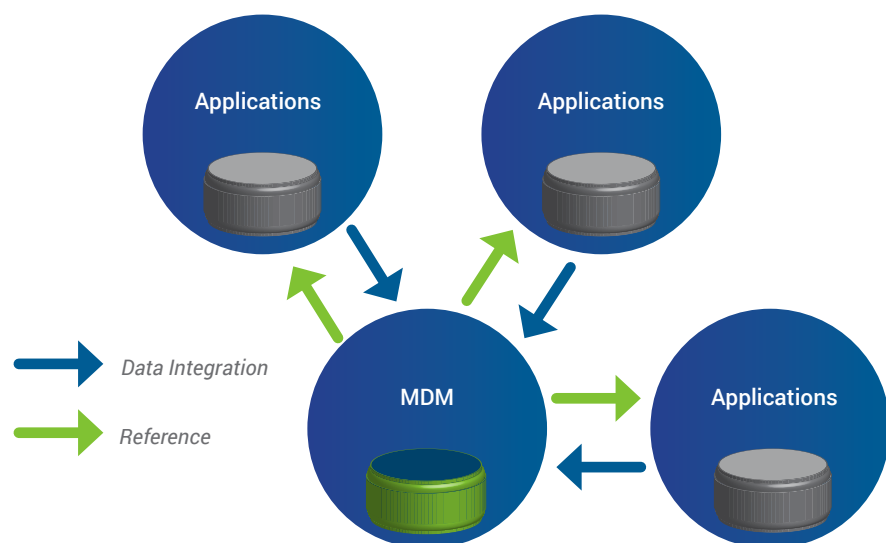 Applications
Applications
Data Integration
MDM
Applications
Reference